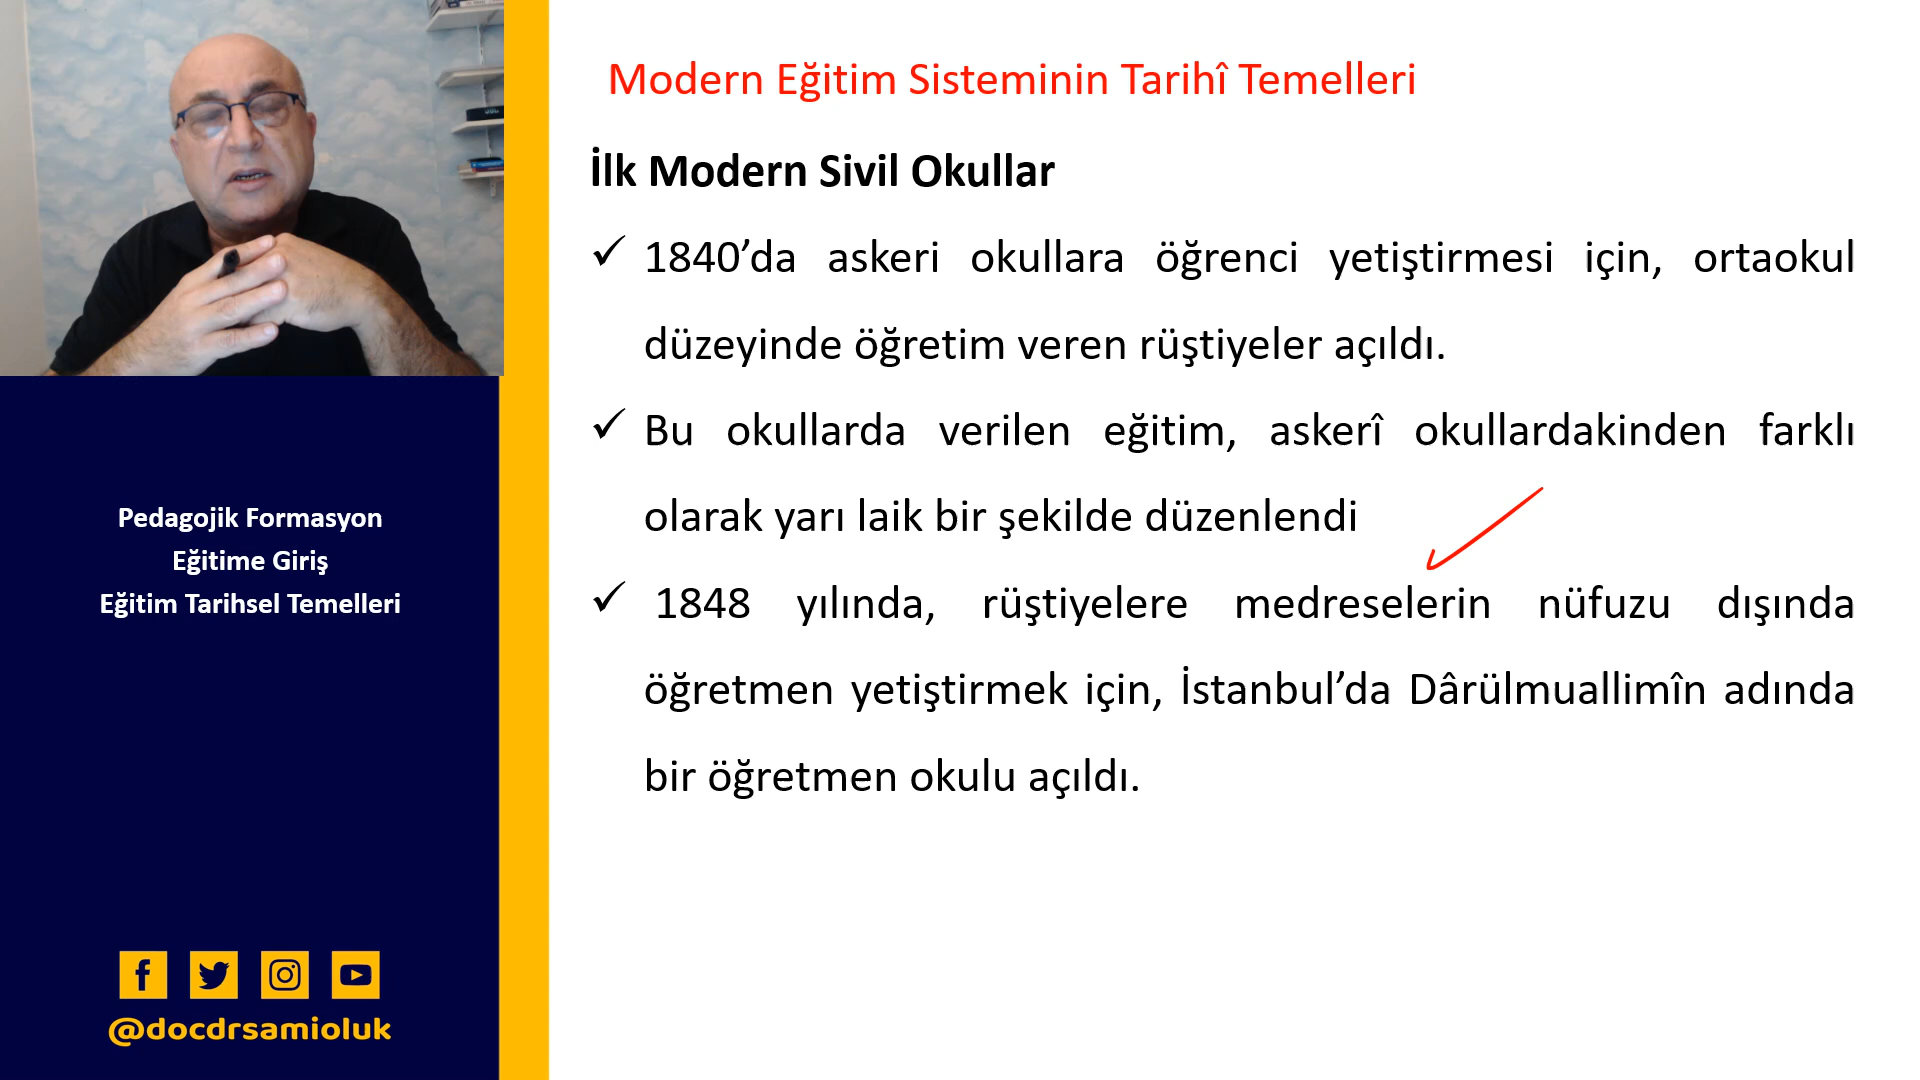 Modern Eğitim Sisteminin Tarihî Temelleri
İlk Modern Sivil Okullar
✓ 1840’da askeri okullara öğrenci yetiştirmesi için, ortaokul
düzeyinde öğretim veren rüştiyeler açıldı.
✓ Bu okullarda verilen eğitim, askerî okullardakinden farklı
olarak yarı laik bir şekilde düzenlendi
✓ 1848 yılında, rüştiyelere medreselerin nüfuzu dışında
öğretmen yetiştirmek için, İstanbul’da Dârülmuallimîn adında
bir öğretmen okulu açıldı.
Pedagojik Formasyon
Eğitime Giriş
Eğitim Tarihsel Temelleri
@docdrsamioluk